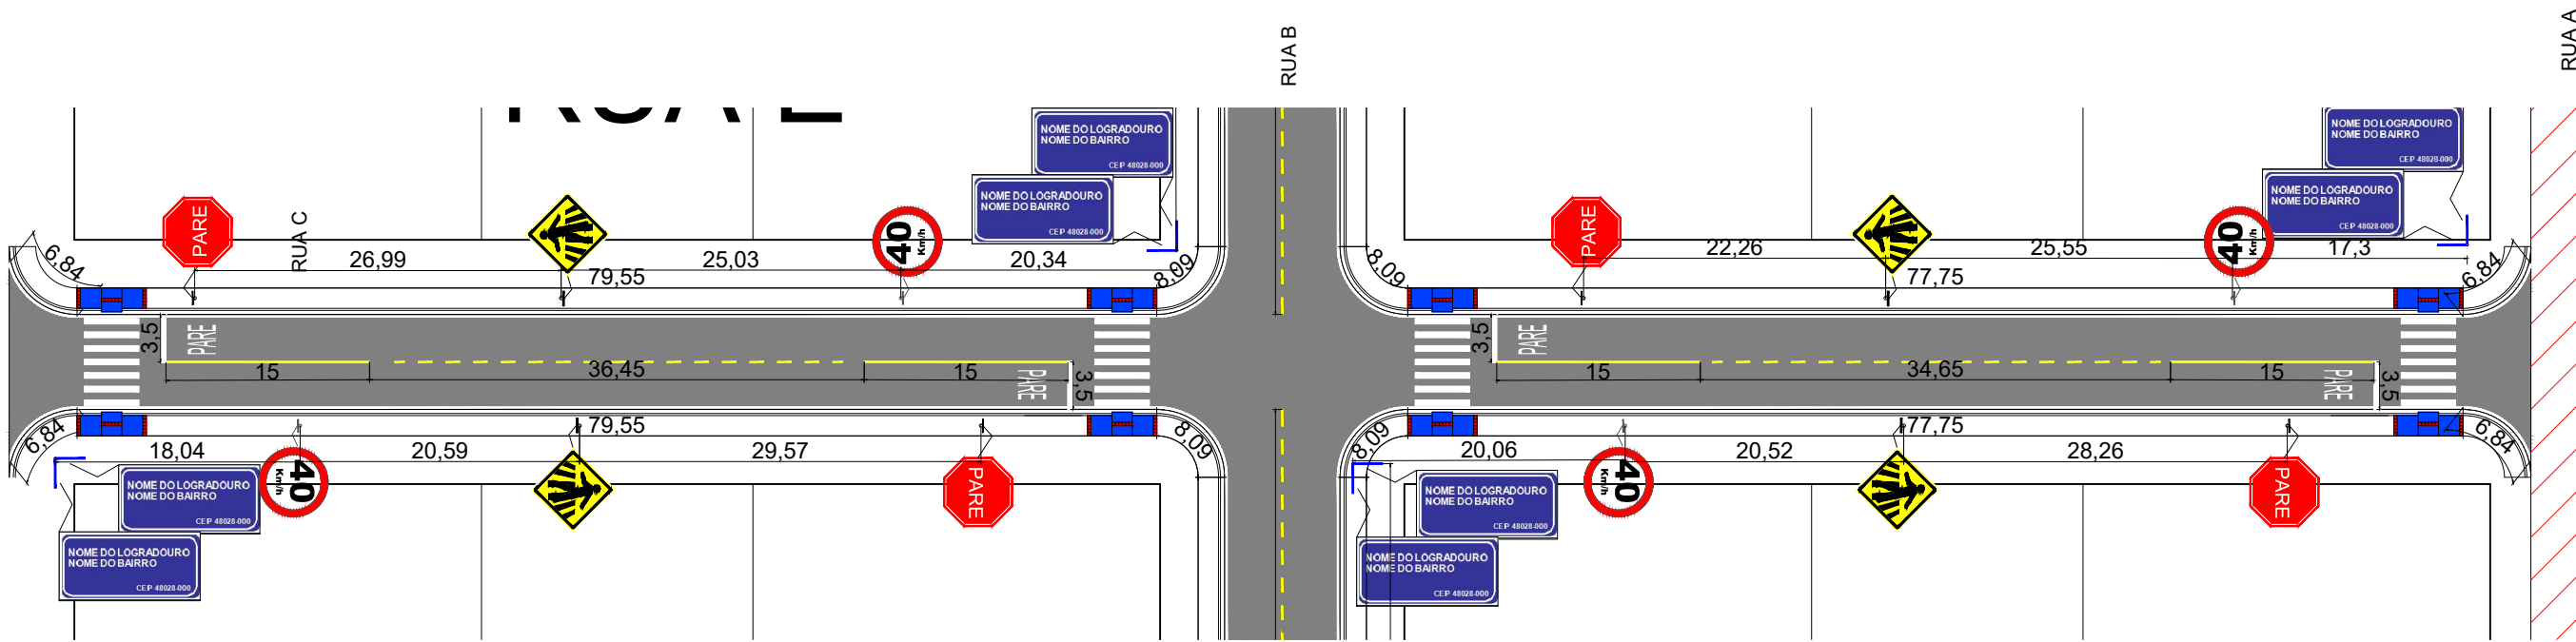 RUA B
RUA A
NOME DO LOGRADOURO
NOME DO BAIRRO
CEP 48028-000
NOME DO LOGRADOURO
NOME DO BAIRRO
CEP 48028-000
NOME DO LOGRADOURO
NOME DO BAIRRO
CEP 48028-000
NOME DO LOGRADOURO
NOME DO BAIRRO
CEP 48028-000
PARE
RUA C
40
Km/h
PARE
40
Km/h
6,84
26,99
25,03
20,34
8,09
8,09
22,26
25,55
17,3
6,84
79,55
77,75
3,5
PARE
3,5
PARE
15
36,45
15
PARE
3,5
15
34,65
15
PARE
3,5
79,55
77,75
6,84
18,04
20,59
29,57
8,09
8,09
20,06
20,52
28,26
6,84
40
Km/h
PARE
40
Km/h
PARE
NOME DO LOGRADOURO
NOME DO BAIRRO
CEP 48028-000
NOME DO LOGRADOURO
NOME DO BAIRRO
CEP 48028-000
NOME DO LOGRADOURO
NOME DO BAIRRO
CEP 48028-000
NOME DO LOGRADOURO
NOME DO BAIRRO
CEP 48028-000